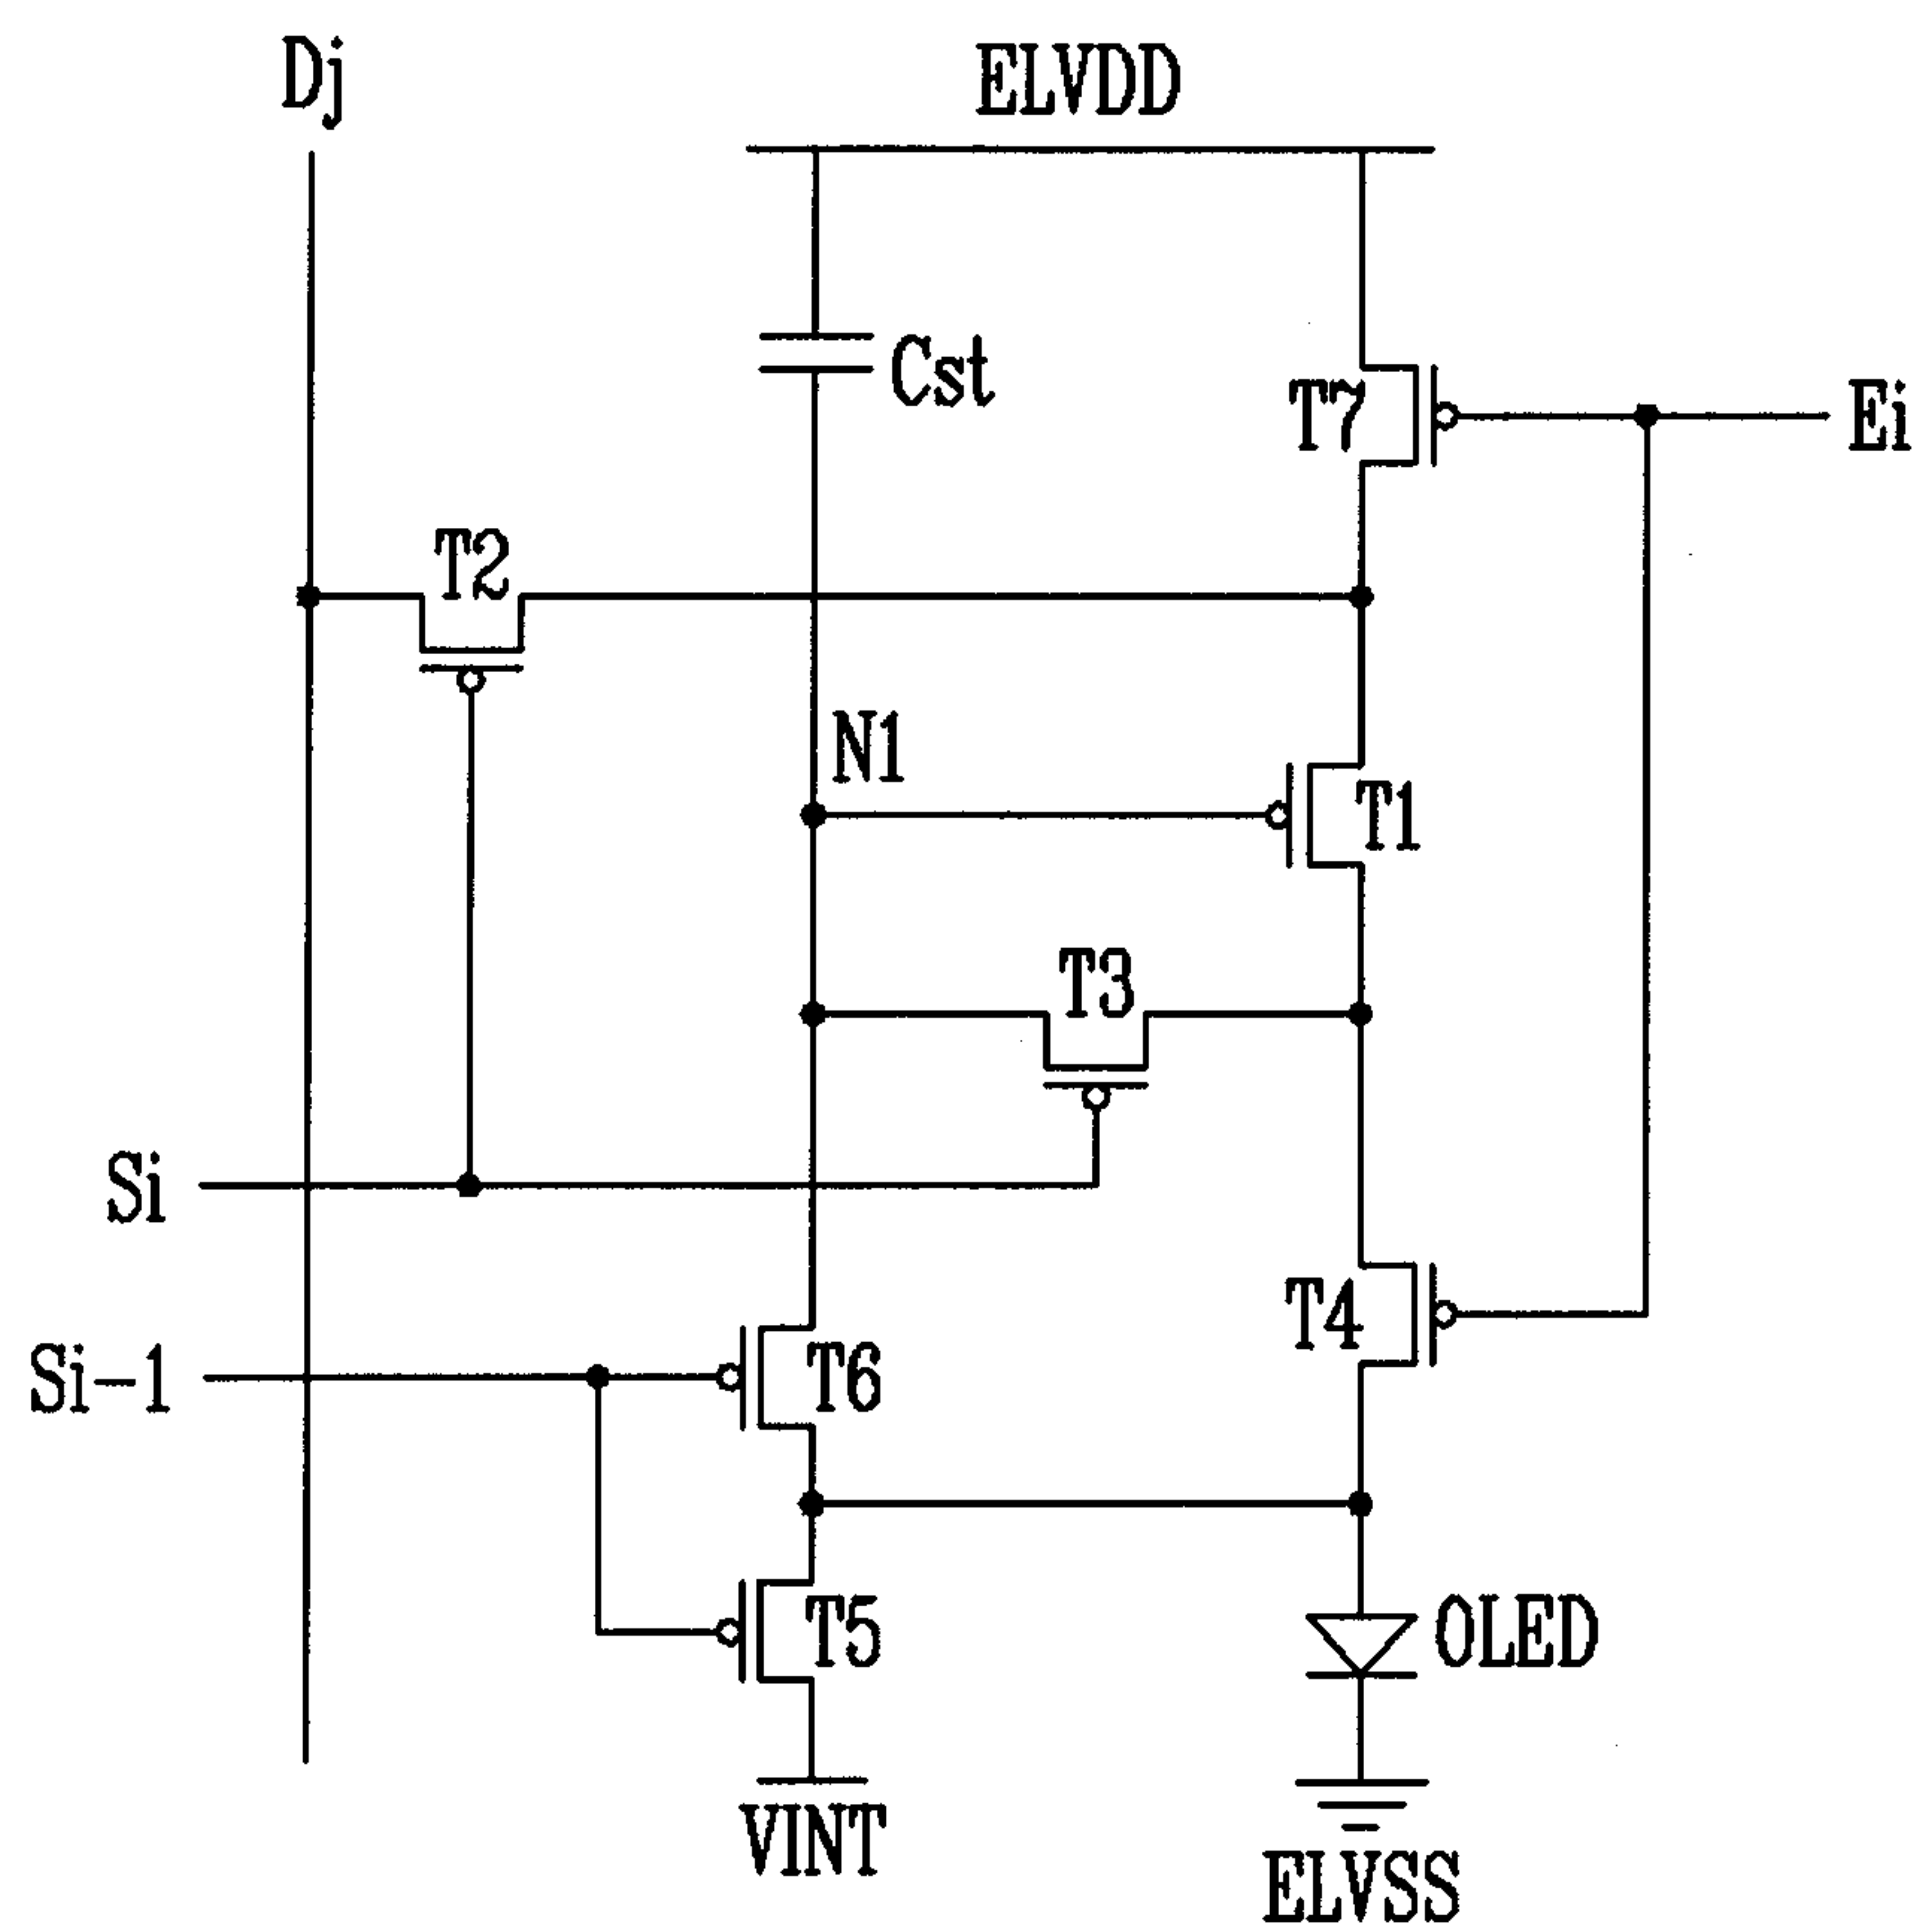 Dj
ELVDD
Cst
T7
Ei
T2
N1
T1
T3
Si
T4
Si-1
T6
T5
OLED
VINT
ELVSS